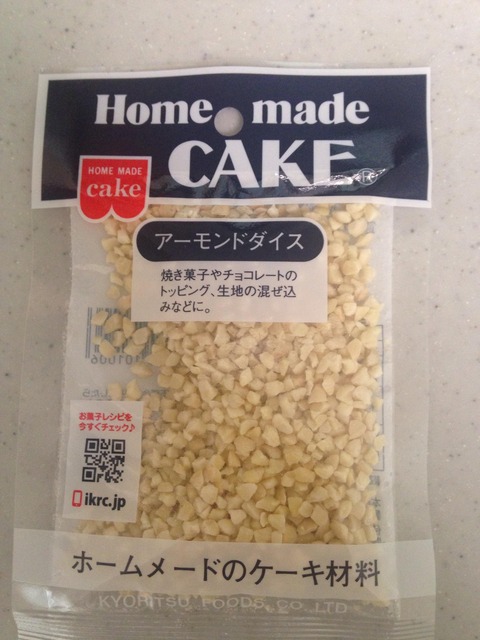 Home made
CAKE®
HOME MADE
cake
アーモンドダイス
焼き菓子やチョコレートの
トッピング、生地の混ぜ込
みなどに。
お菓子レシピを
今すぐチェック♪
ikrc.jp
ホームメードのケーキ材料
KYORITSU FOODS CO LTD